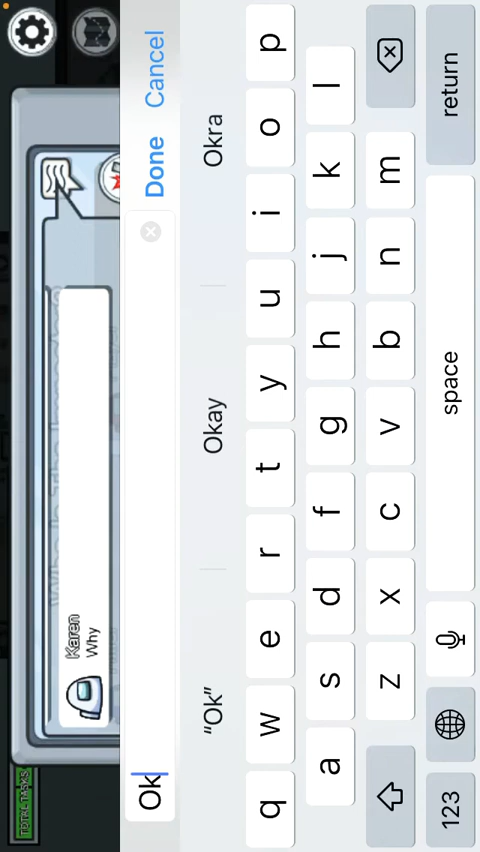 Karen
Why
TOTAL TASKS
Ok
Done
Cancel
“Ok”
Okay
Okra
q w e r t y u i o p
a s d f g h j k l
z x c v b n m
123
space
return